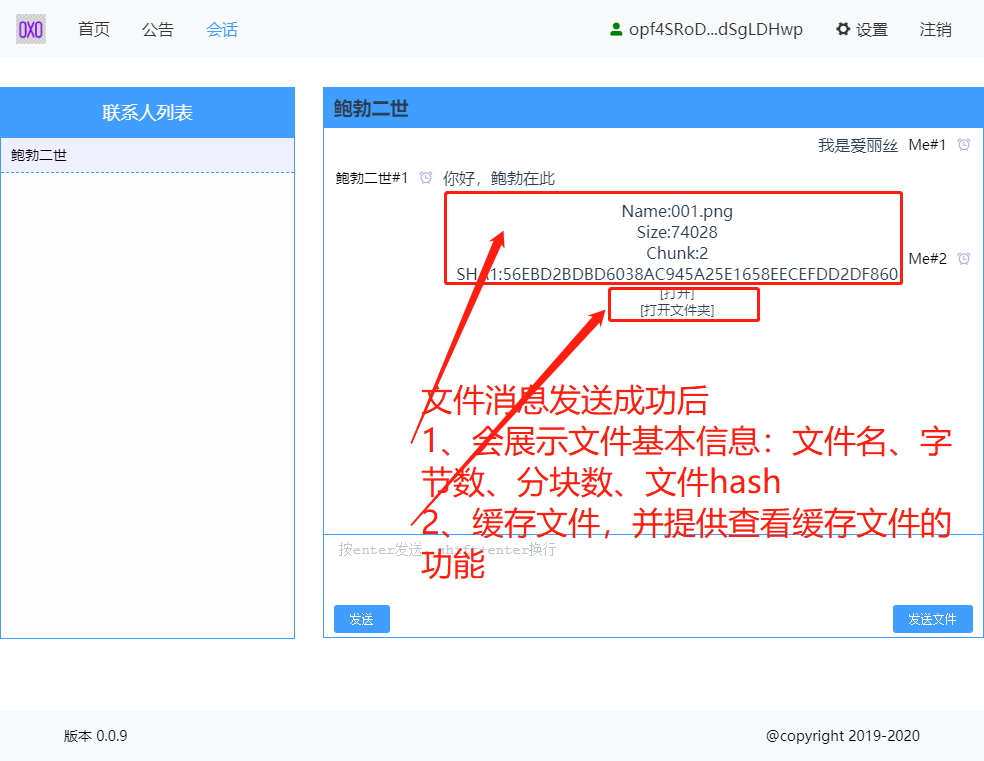 OXO 首页 公告 会话 opf4SRoD...dSgLDHwp 设置 注销
联系人列表
鲍勃二世
鲍勃二世
我是爱丽丝 Me#1
鲍勃二世#1 你好，鲍勃在此
Name:001.png
Size:74028
Chunk:2
SHA1:56EBD2BDBD6038AC945A25E1658EECEFDD2DF860
Me#2
[打开]
[打开文件夹]
文件消息发送成功后
1、会展示文件基本信息：文件名、字
节数、分块数、文件hash
2、缓存文件，并提供查看缓存文件的
功能
按enter发送，shift+enter换行
发送 发送文件
版本 0.0.9 @copyright 2019-2020